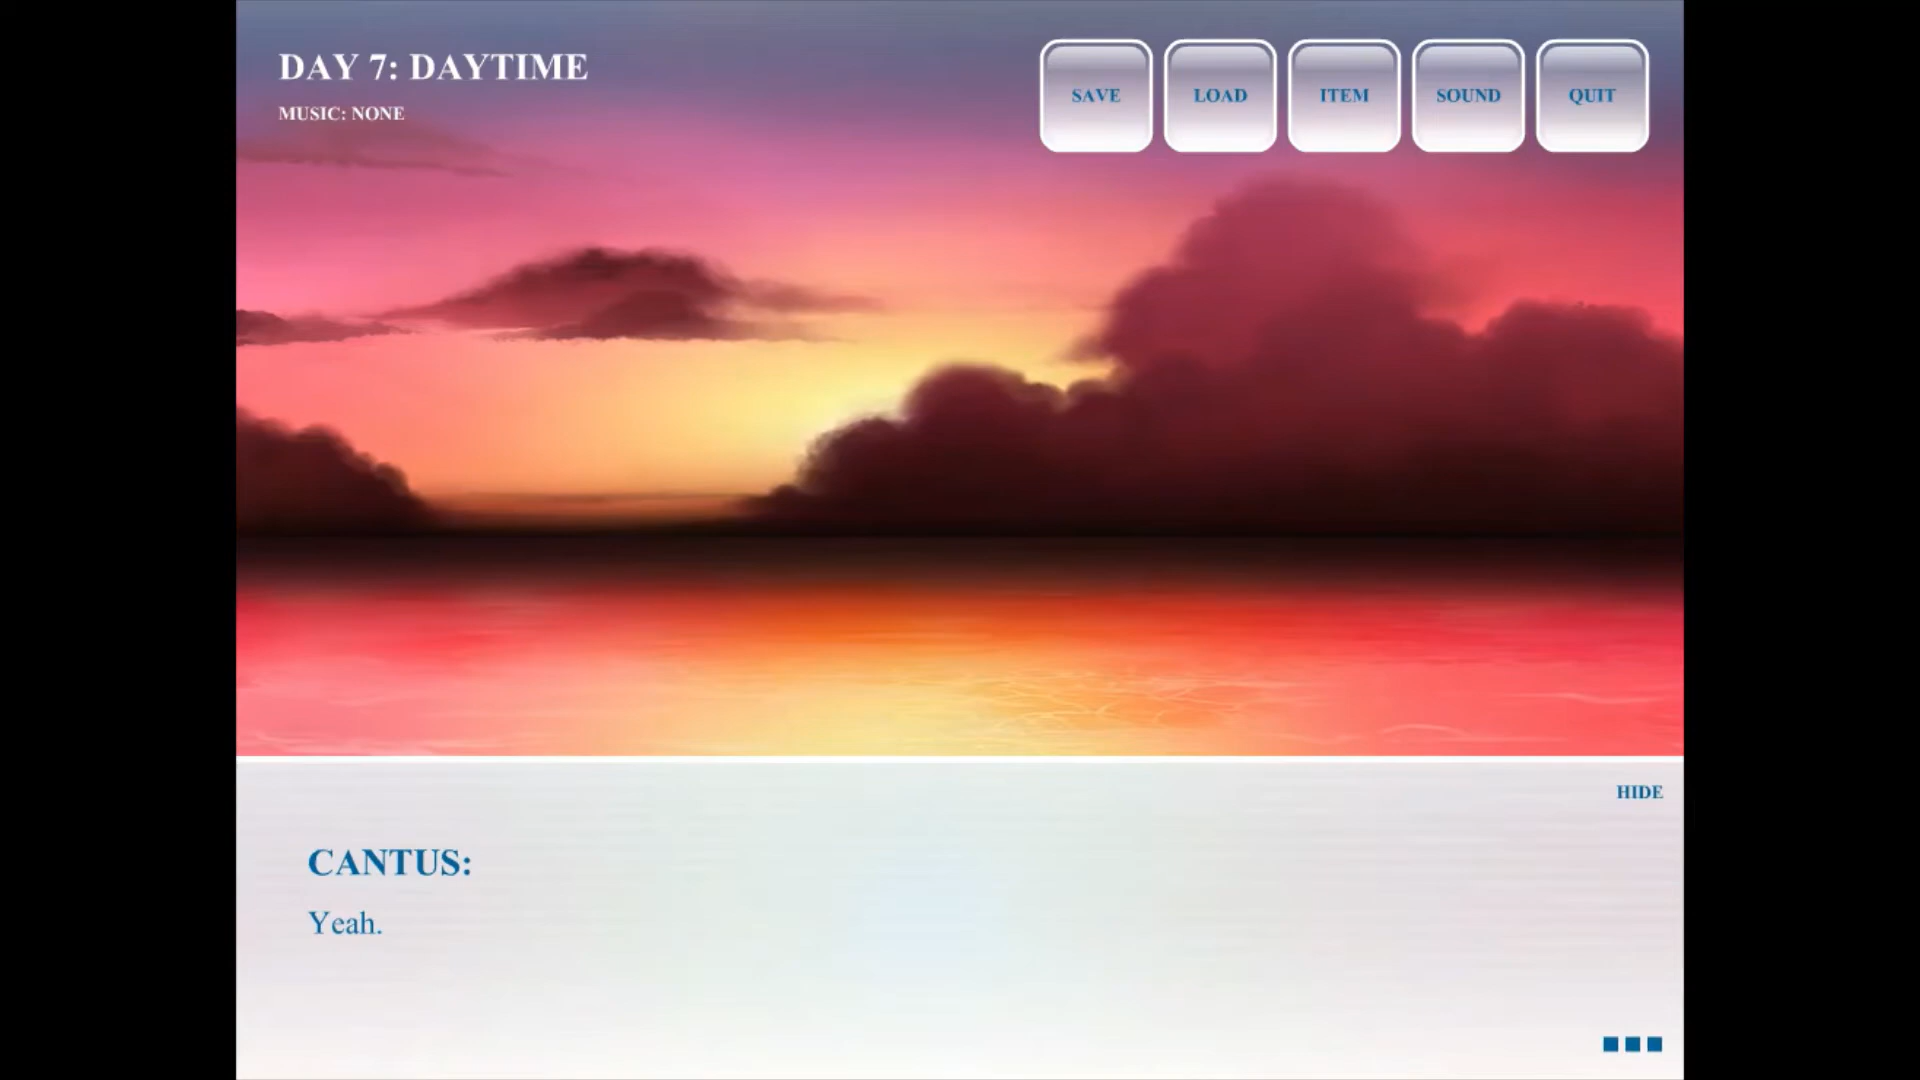 DAY 7: DAYTIME
MUSIC: NONE
SAVE LOAD ITEM SOUND QUIT
HIDE
CANTUS:
Yeah.